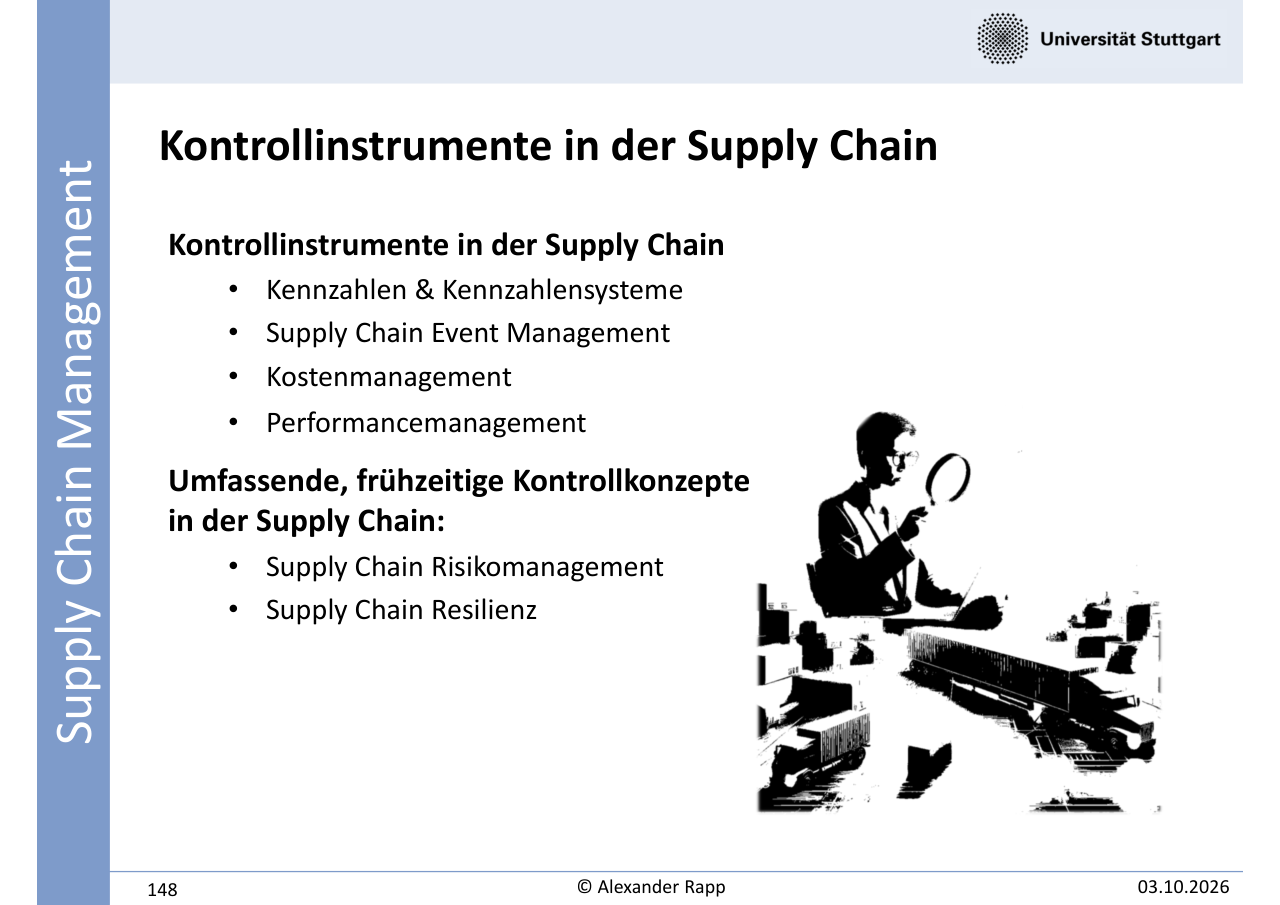 Universität Stuttgart
Supply Chain Management
Kontrollinstrumente in der Supply Chain
Kontrollinstrumente in der Supply Chain
• Kennzahlen & Kennzahlensysteme
• Supply Chain Event Management
• Kostenmanagement
• Performancemanagement
Umfassende, frühzeitige Kontrollkonzepte
in der Supply Chain:
• Supply Chain Risikomanagement
• Supply Chain Resilienz
148
© Alexander Rapp
03.10.2026